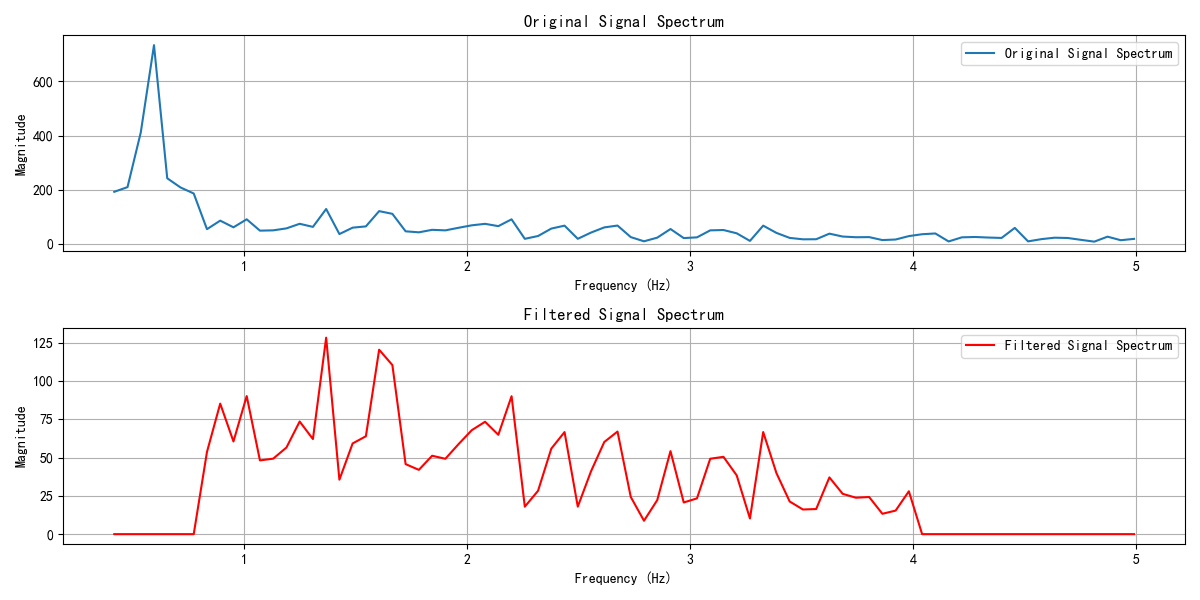 Original Signal Spectrum
Original Signal Spectrum
Magnitude
600
400
200
0
1 2 3 4 5
Frequency (Hz)
Filtered Signal Spectrum
Filtered Signal Spectrum
Magnitude
125
100
75
50
25
0
1 2 3 4 5
Frequency (Hz)